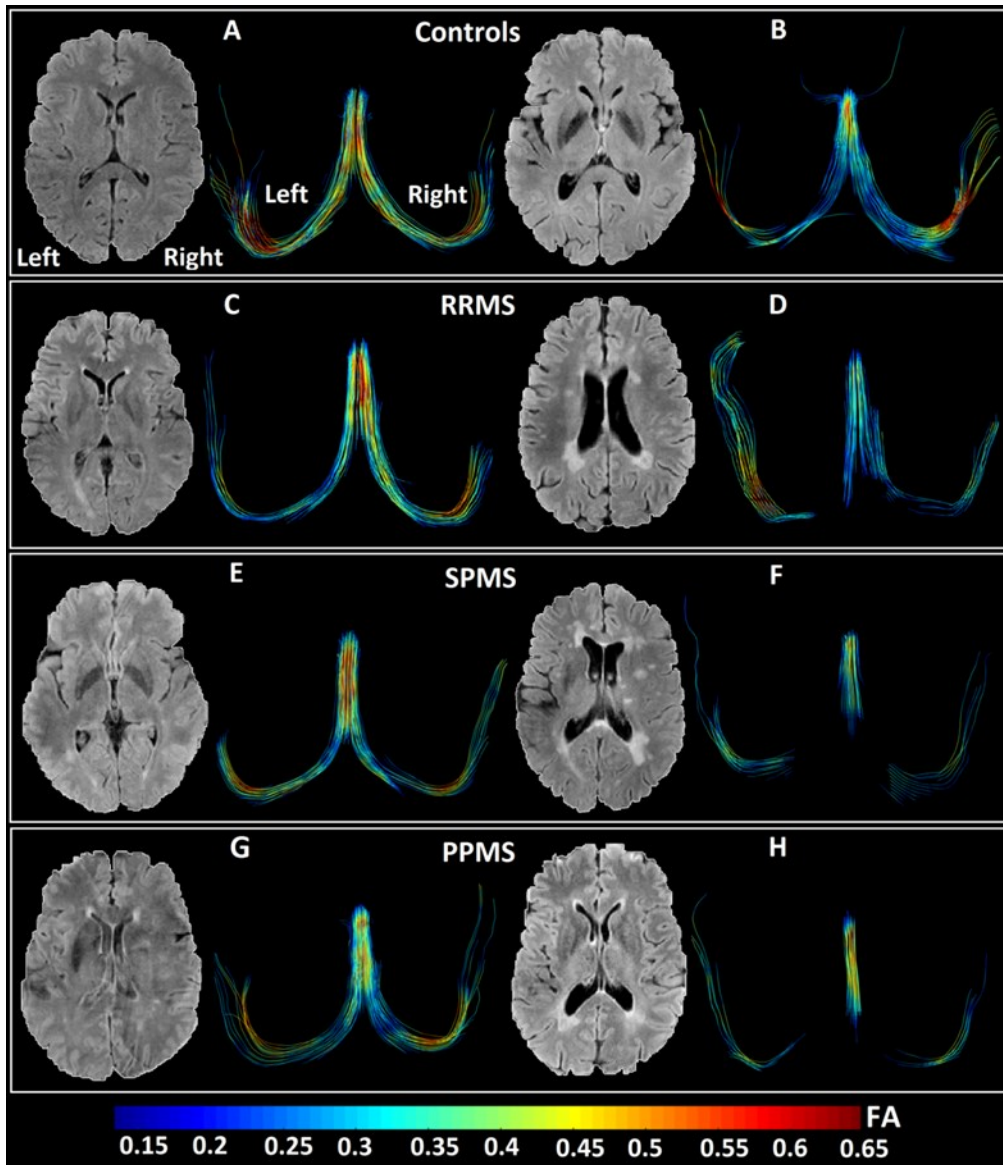 A Controls B
Left Right
Left Right
C RRMS D
E SPMS F
G PPMS H
FA
0.15 0.2 0.25 0.3 0.35 0.4 0.45 0.5 0.55 0.6 0.65